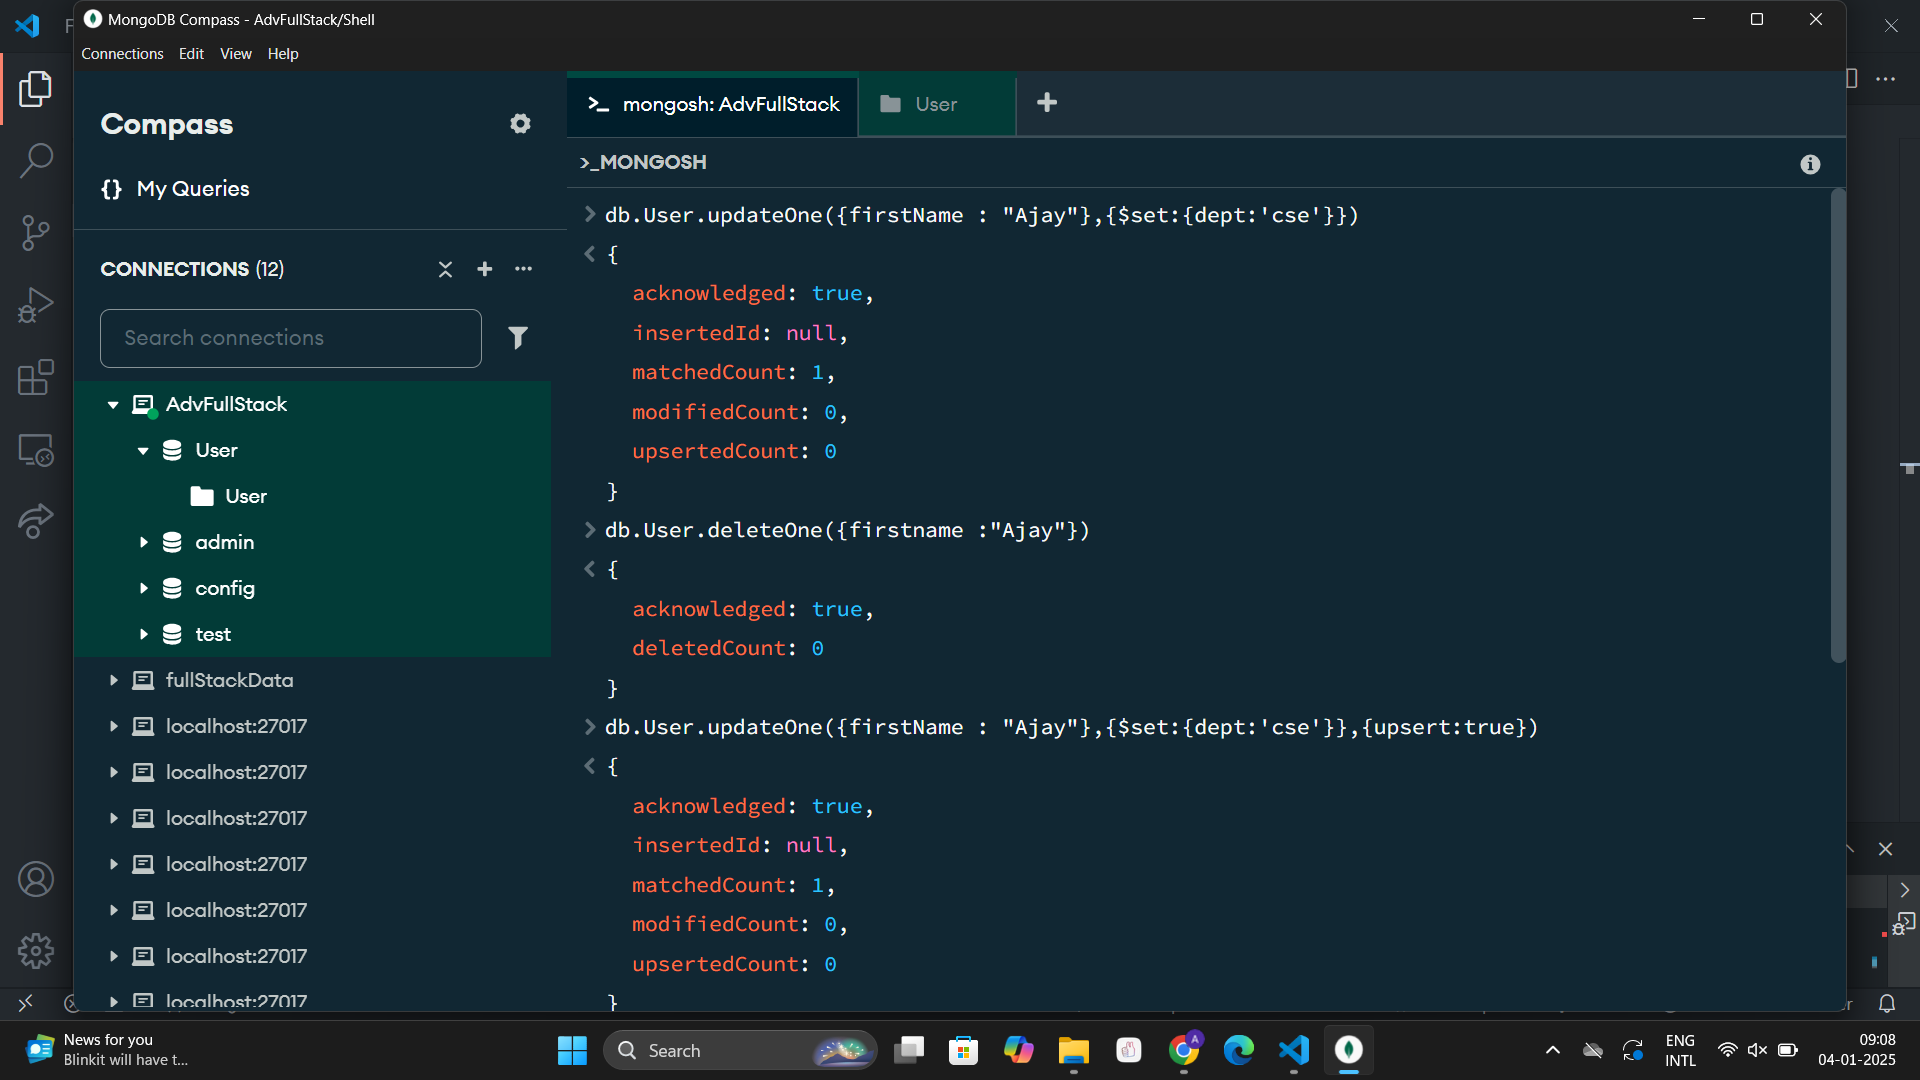 MongoDB Compass - AdvFullStack/Shell
Connections Edit View Help
Compass
{} My Queries
CONNECTIONS (12)
Search connections
AdvFullStack
User
User
admin
config
test
fullStackData
localhost:27017
localhost:27017
localhost:27017
localhost:27017
localhost:27017
localhost:27017
localhost:27017
>_ mongosh: AdvFullStack
User
>_MONGOSH
> db.User.updateOne({firstName : "Ajay"},{$set:{dept:'cse'}})
< {
acknowledged: true,
insertedId: null,
matchedCount: 1,
modifiedCount: 0,
upsertedCount: 0
}
> db.User.deleteOne({firstname :"Ajay"})
< {
acknowledged: true,
deletedCount: 0
}
> db.User.updateOne({firstName : "Ajay"},{$set:{dept:'cse'}},{upsert:true})
< {
acknowledged: true,
insertedId: null,
matchedCount: 1,
modifiedCount: 0,
upsertedCount: 0
}
News for you
Blinkit will have t...
Search
A
ENG
INTL
09:08
04-01-2025